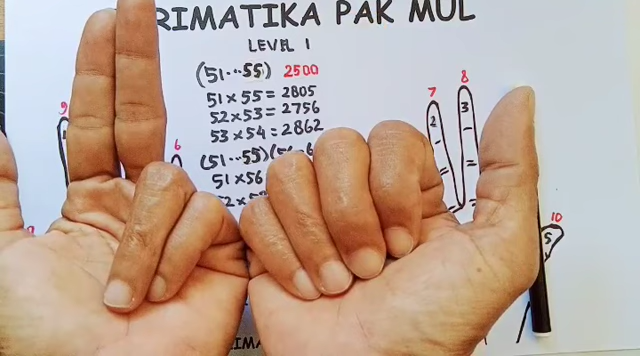 RIMATIKA PAK MUL
LEVEL 1
(51...55) 2500
51 x 55 = 2805
52 x 53 = 2756
53 x 54 = 2862
(51...55)
51 x 56
7
8
9
6
2
3
10
5